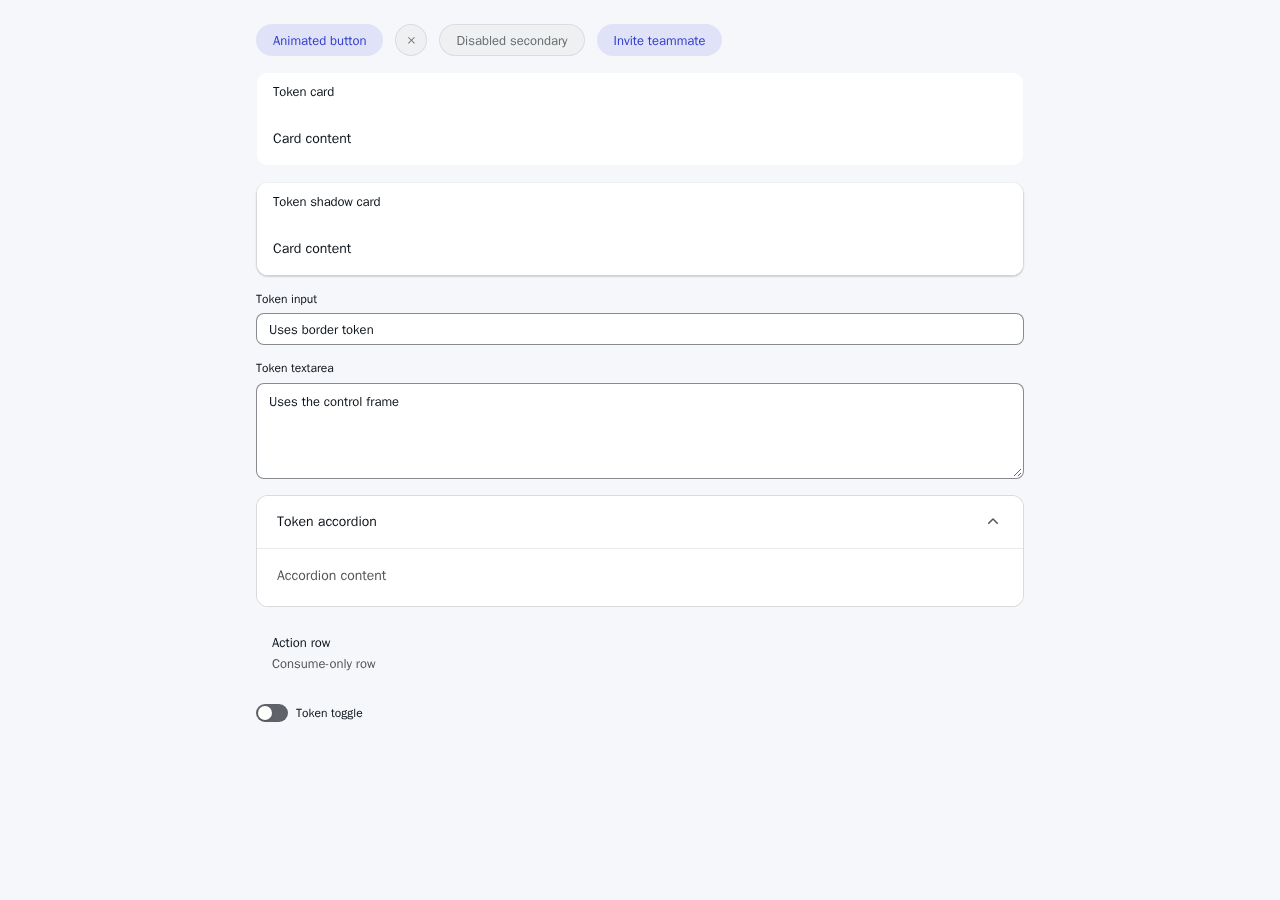 Animated button × Disabled secondary Invite teammate
Token card
Card content
Token shadow card
Card content
Token input
Uses border token
Token textarea
Uses the control frame
Token accordion
Accordion content
Action row
Consume-only row
Token toggle